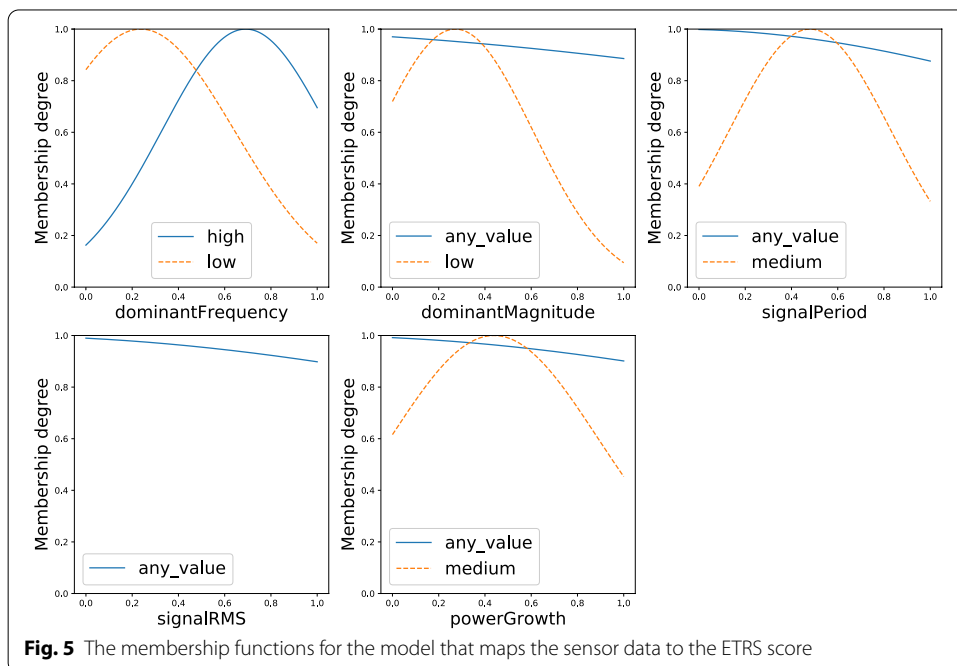 1.0 1.0 1.0
0.8 0.8 0.8
0.6 0.6 0.6
0.4 0.4 0.4
0.2 0.2 0.2
0.0 0.0 0.0
Membership degree Membership degree Membership degree
high any_value any_value
low low medium
0.0 0.2 0.4 0.6 0.8 1.0 0.0 0.2 0.4 0.6 0.8 1.0 0.0 0.2 0.4 0.6 0.8 1.0
dominantFrequency dominantMagnitude signalPeriod
1.0 1.0
0.8 0.8
0.6 0.6
0.4 0.4
0.2 0.2
0.0 0.0
Membership degree Membership degree
any_value any_value
medium
0.0 0.2 0.4 0.6 0.8 1.0 0.0 0.2 0.4 0.6 0.8 1.0
signalRMS powerGrowth
Fig. 5 The membership functions for the model that maps the sensor data to the ETRS score